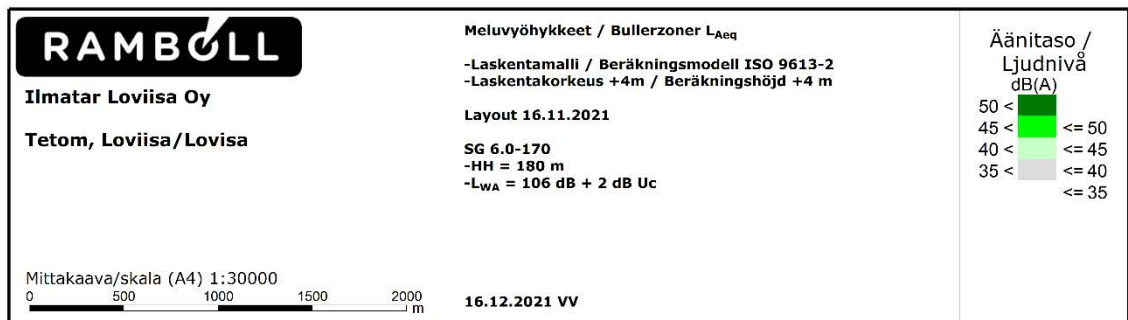 RAMBOLL
Ilmatar Loviisa Oy
Tetom, Loviisa/Lovisa
Mittakaava/skala (A4) 1:30000
0 500 1000 1500 2000
m
Meluvyöhykkeet / Bullerzoner LAeq
-Laskentamalli / Beräkningsmodell ISO 9613-2
-Laskentakorkeus +4m / Beräkningshöjd +4 m
Layout 16.11.2021
SG 6.0-170
-HH = 180 m
-LWA = 106 dB + 2 dB Uc
16.12.2021 VV
Äänitaso /
Ljudnivå
dB(A)
50 <
45 < <= 50
40 < <= 45
35 < <= 40
<= 35